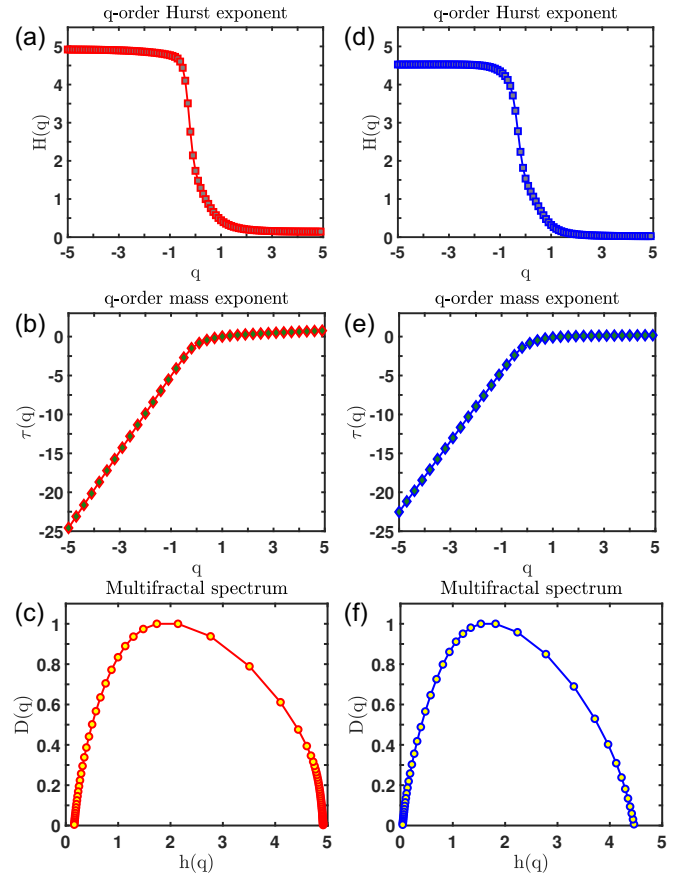 (a) q-order Hurst exponent
H(q)
5
4
3
2
1
0
-5 -3 -1 1 3 5
q
(d) q-order Hurst exponent
H(q)
5
4
3
2
1
0
-5 -3 -1 1 3 5
q
(b) q-order mass exponent
τ(q)
0
-5
-10
-15
-20
-25
-5 -3 -1 1 3 5
q
(e) q-order mass exponent
τ(q)
0
-5
-10
-15
-20
-25
-5 -3 -1 1 3 5
q
(c) Multifractal spectrum
D(q)
1
0.8
0.6
0.4
0.2
0
0 1 2 3 4 5
h(q)
(f) Multifractal spectrum
D(q)
1
0.8
0.6
0.4
0.2
0
0 1 2 3 4 5
h(q)